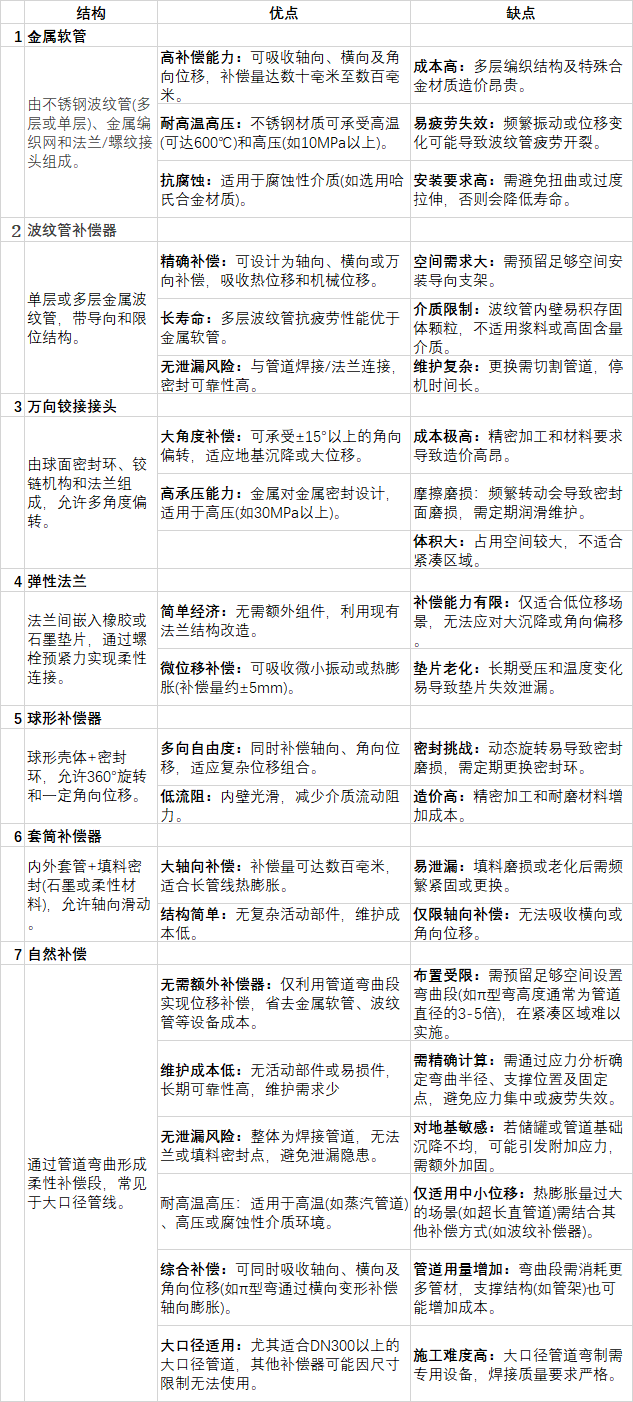 结构 优点 缺点
1 金属软管
由不锈钢波纹管(多
层或单层)、金属编
织网和法兰/螺纹接
头组成。
高补偿能力：可吸收轴向、横向及角
向位移，补偿量达数十毫米至数百毫
米。
成本高：多层编织结构及特殊合
金材质造价昂贵。
耐高温高压：不锈钢材质可承受高温
(可达600℃)和高压(如10MPa以上)。
易疲劳失效：频繁振动或位移变
化可能导致波纹管疲劳开裂。
抗腐蚀：适用于腐蚀性介质(如选用哈
氏合金材质)。
安装要求高：需避免扭曲或过度
拉伸，否则会降低寿命。
2 波纹管补偿器
单层或多层金属波
纹管，带导向和限
位结构。
精确补偿：可设计为轴向、横向或万
向补偿，吸收热位移和机械位移。
空间需求大：需预留足够空间安
装导向支架。
长寿命：多层波纹管抗疲劳性能优于
金属软管。
介质限制：波纹管内壁易积存固
体颗粒，不适用浆料或高固含量
介质。
无泄漏风险：与管道焊接/法兰连接，
密封可靠性高。
维护复杂：更换需切割管道，停
机时间长。
3 万向铰接接头
由球面密封环、铰
链机构和法兰组
成，允许多角度偏
转。
大角度补偿：可承受±15°以上的角向
偏转，适应地基沉降或大位移。
成本极高：精密加工和材料要求
导致造价高昂。
高承压能力：金属对金属密封设计，
适用于高压(如30MPa以上)。
摩擦磨损：频繁转动会导致密封
面磨损，需定期润滑维护。
体积大：占用空间较大，不适合
紧凑区域。
4 弹性法兰
法兰间嵌入橡胶或
石墨垫片，通过螺
栓预紧力实现柔性
连接。
简单经济：无需额外组件，利用现有
法兰结构改造。
补偿能力有限：仅适合低位移场
景，无法应对大沉降或角向偏移
。
微位移补偿：可吸收微小振动或热膨
胀(补偿量约±5mm)。
垫片老化：长期受压和温度变化
易导致垫片失效泄漏。
5 球形补偿器
球形壳体+密封
环，允许360°旋转
和一定角向位移。
多向自由度：同时补偿轴向、角向位
移，适应复杂位移组合。
密封挑战：动态旋转易导致密封
磨损，需定期更换密封环。
低流阻：内壁光滑，减少介质流动阻
力。
造价高：精密加工和耐磨材料增
加成本。
6 套筒补偿器
内外套管+填料密
封(石墨或柔性材
料)，允许轴向滑动
。
大轴向补偿：补偿量可达数百毫米，
适合长管线热膨胀。
易泄漏：填料磨损或老化后需频
繁紧固或更换。
结构简单：无复杂活动部件，维护成
本低。
仅限轴向补偿：无法吸收横向或
角向位移。
7 自然补偿
通过管道弯曲形成
柔性补偿段，常见
于大口径管线。
无需额外补偿器：仅利用管道弯曲段
实现位移补偿，省去金属软管、波纹
管等设备成本。
布置受限：需预留足够空间设置
弯曲段(如π型弯高度通常为管道
直径的3-5倍)，在紧凑区域难以
实施。
维护成本低：无活动部件或易损件，
长期可靠性高，维护需求少
需精确计算：需通过应力分析确
定弯曲半径、支撑位置及固定
点，避免应力集中或疲劳失效。
无泄漏风险：整体为焊接管道，无法
兰或填料密封点，避免泄漏隐患。
对地基敏感：若储罐或管道基础
沉降不均，可能引发附加应力，
需额外加固。
耐高温高压：适用于高温(如蒸汽管道)
、高压或腐蚀性介质环境。
仅适用中小位移：热膨胀量过大
的场景(如超长直管道)需结合其
他补偿方式(如波纹补偿器)。
综合补偿：可同时吸收轴向、横向及
角向位移(如π型弯通过横向变形补偿
轴向膨胀)。
管道用量增加：弯曲段需消耗更
多管材，支撑结构(如管架)也可
能增加成本。
大口径适用：尤其适合DN300以上的
大口径管道，其他补偿器可能因尺寸
限制无法使用。
施工难度高：大口径管道弯制需
专用设备，焊接质量要求严格。